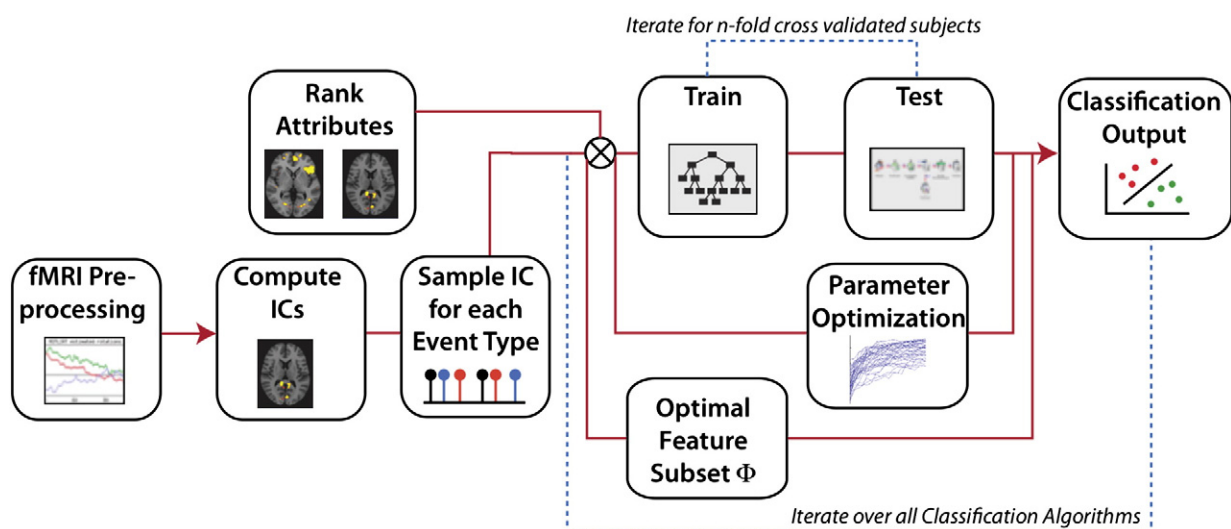 Iterate for n-fold cross validated subjects
Rank
Attributes
Train
Test
Classification
Output
fMRI Pre-
processing
Compute
ICs
Sample IC
for each
Event Type
Parameter
Optimization
Optimal
Feature
Subset Φ
Iterate over all Classification Algorithms